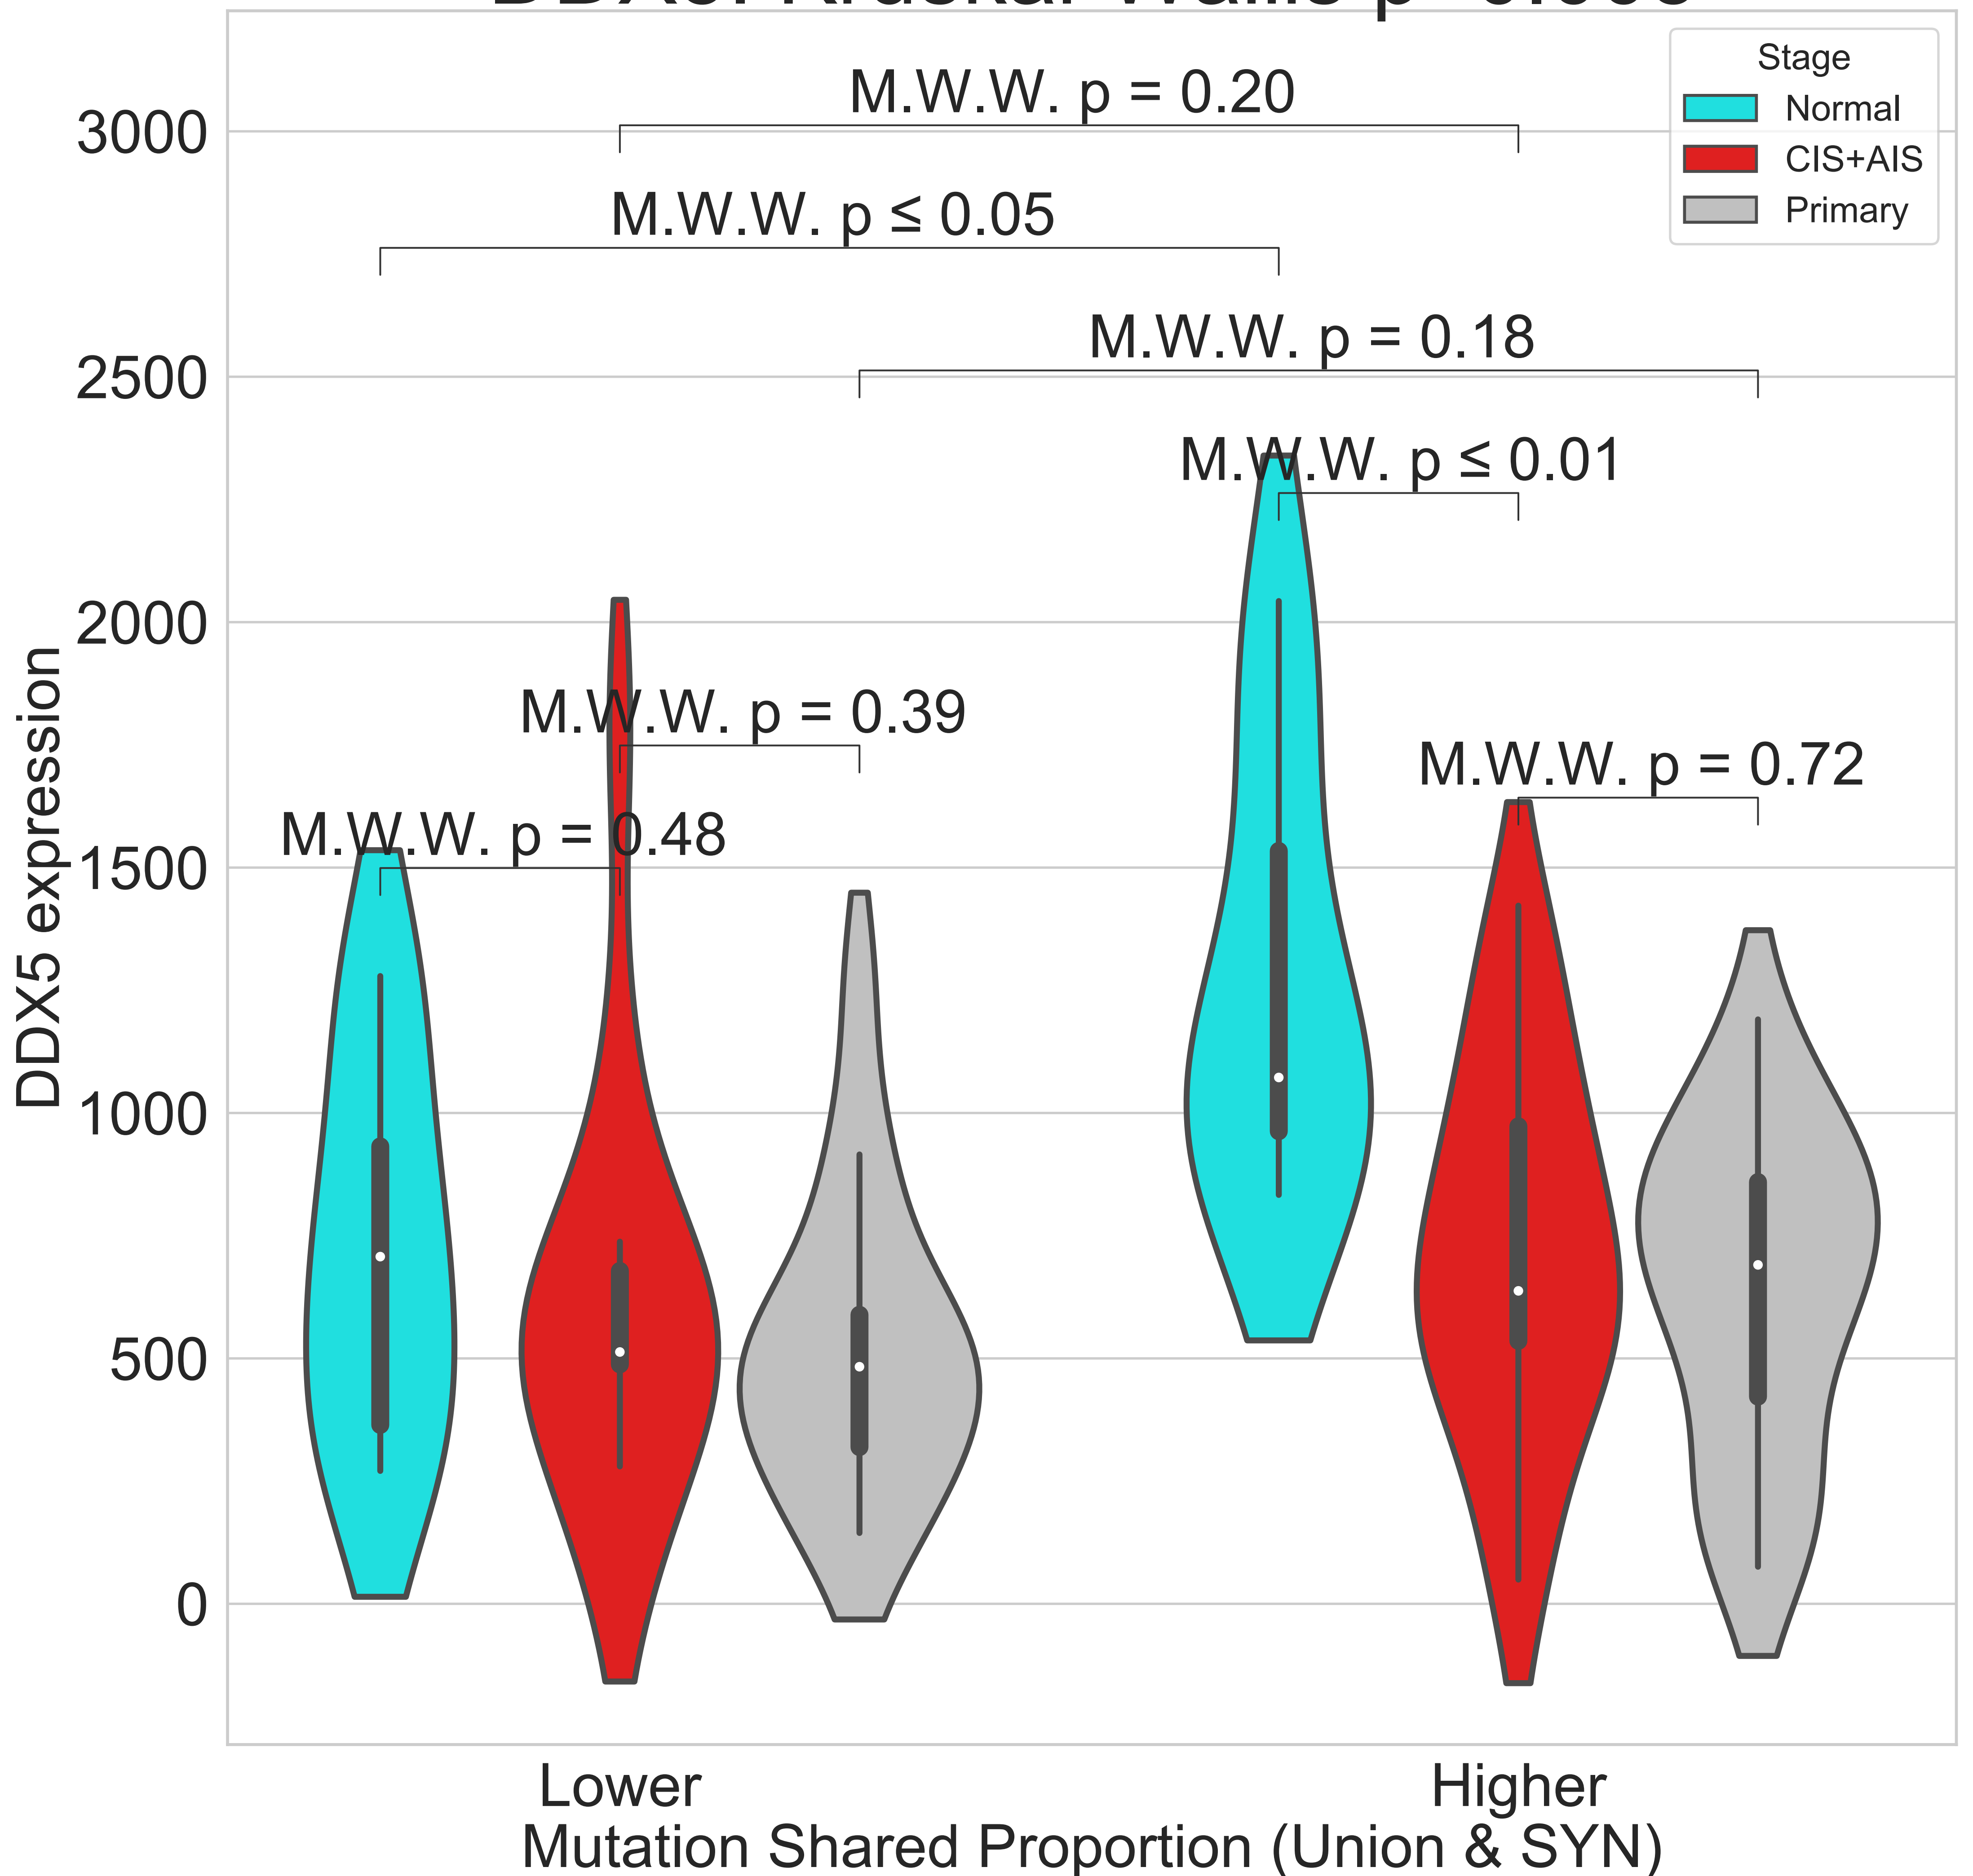 M.W.W. p = 0.20
Stage
Normal
CIS+AIS
Primary
M.W.W. p ≤ 0.05
M.W.W. p = 0.18
M.W.W. p ≤ 0.01
M.W.W. p = 0.39
M.W.W. p = 0.72
M.W.W. p = 0.48
3000
2500
2000
1500
1000
500
0
DDX5 expression
Lower
Higher
Mutation Shared Proportion (Union & SYN)